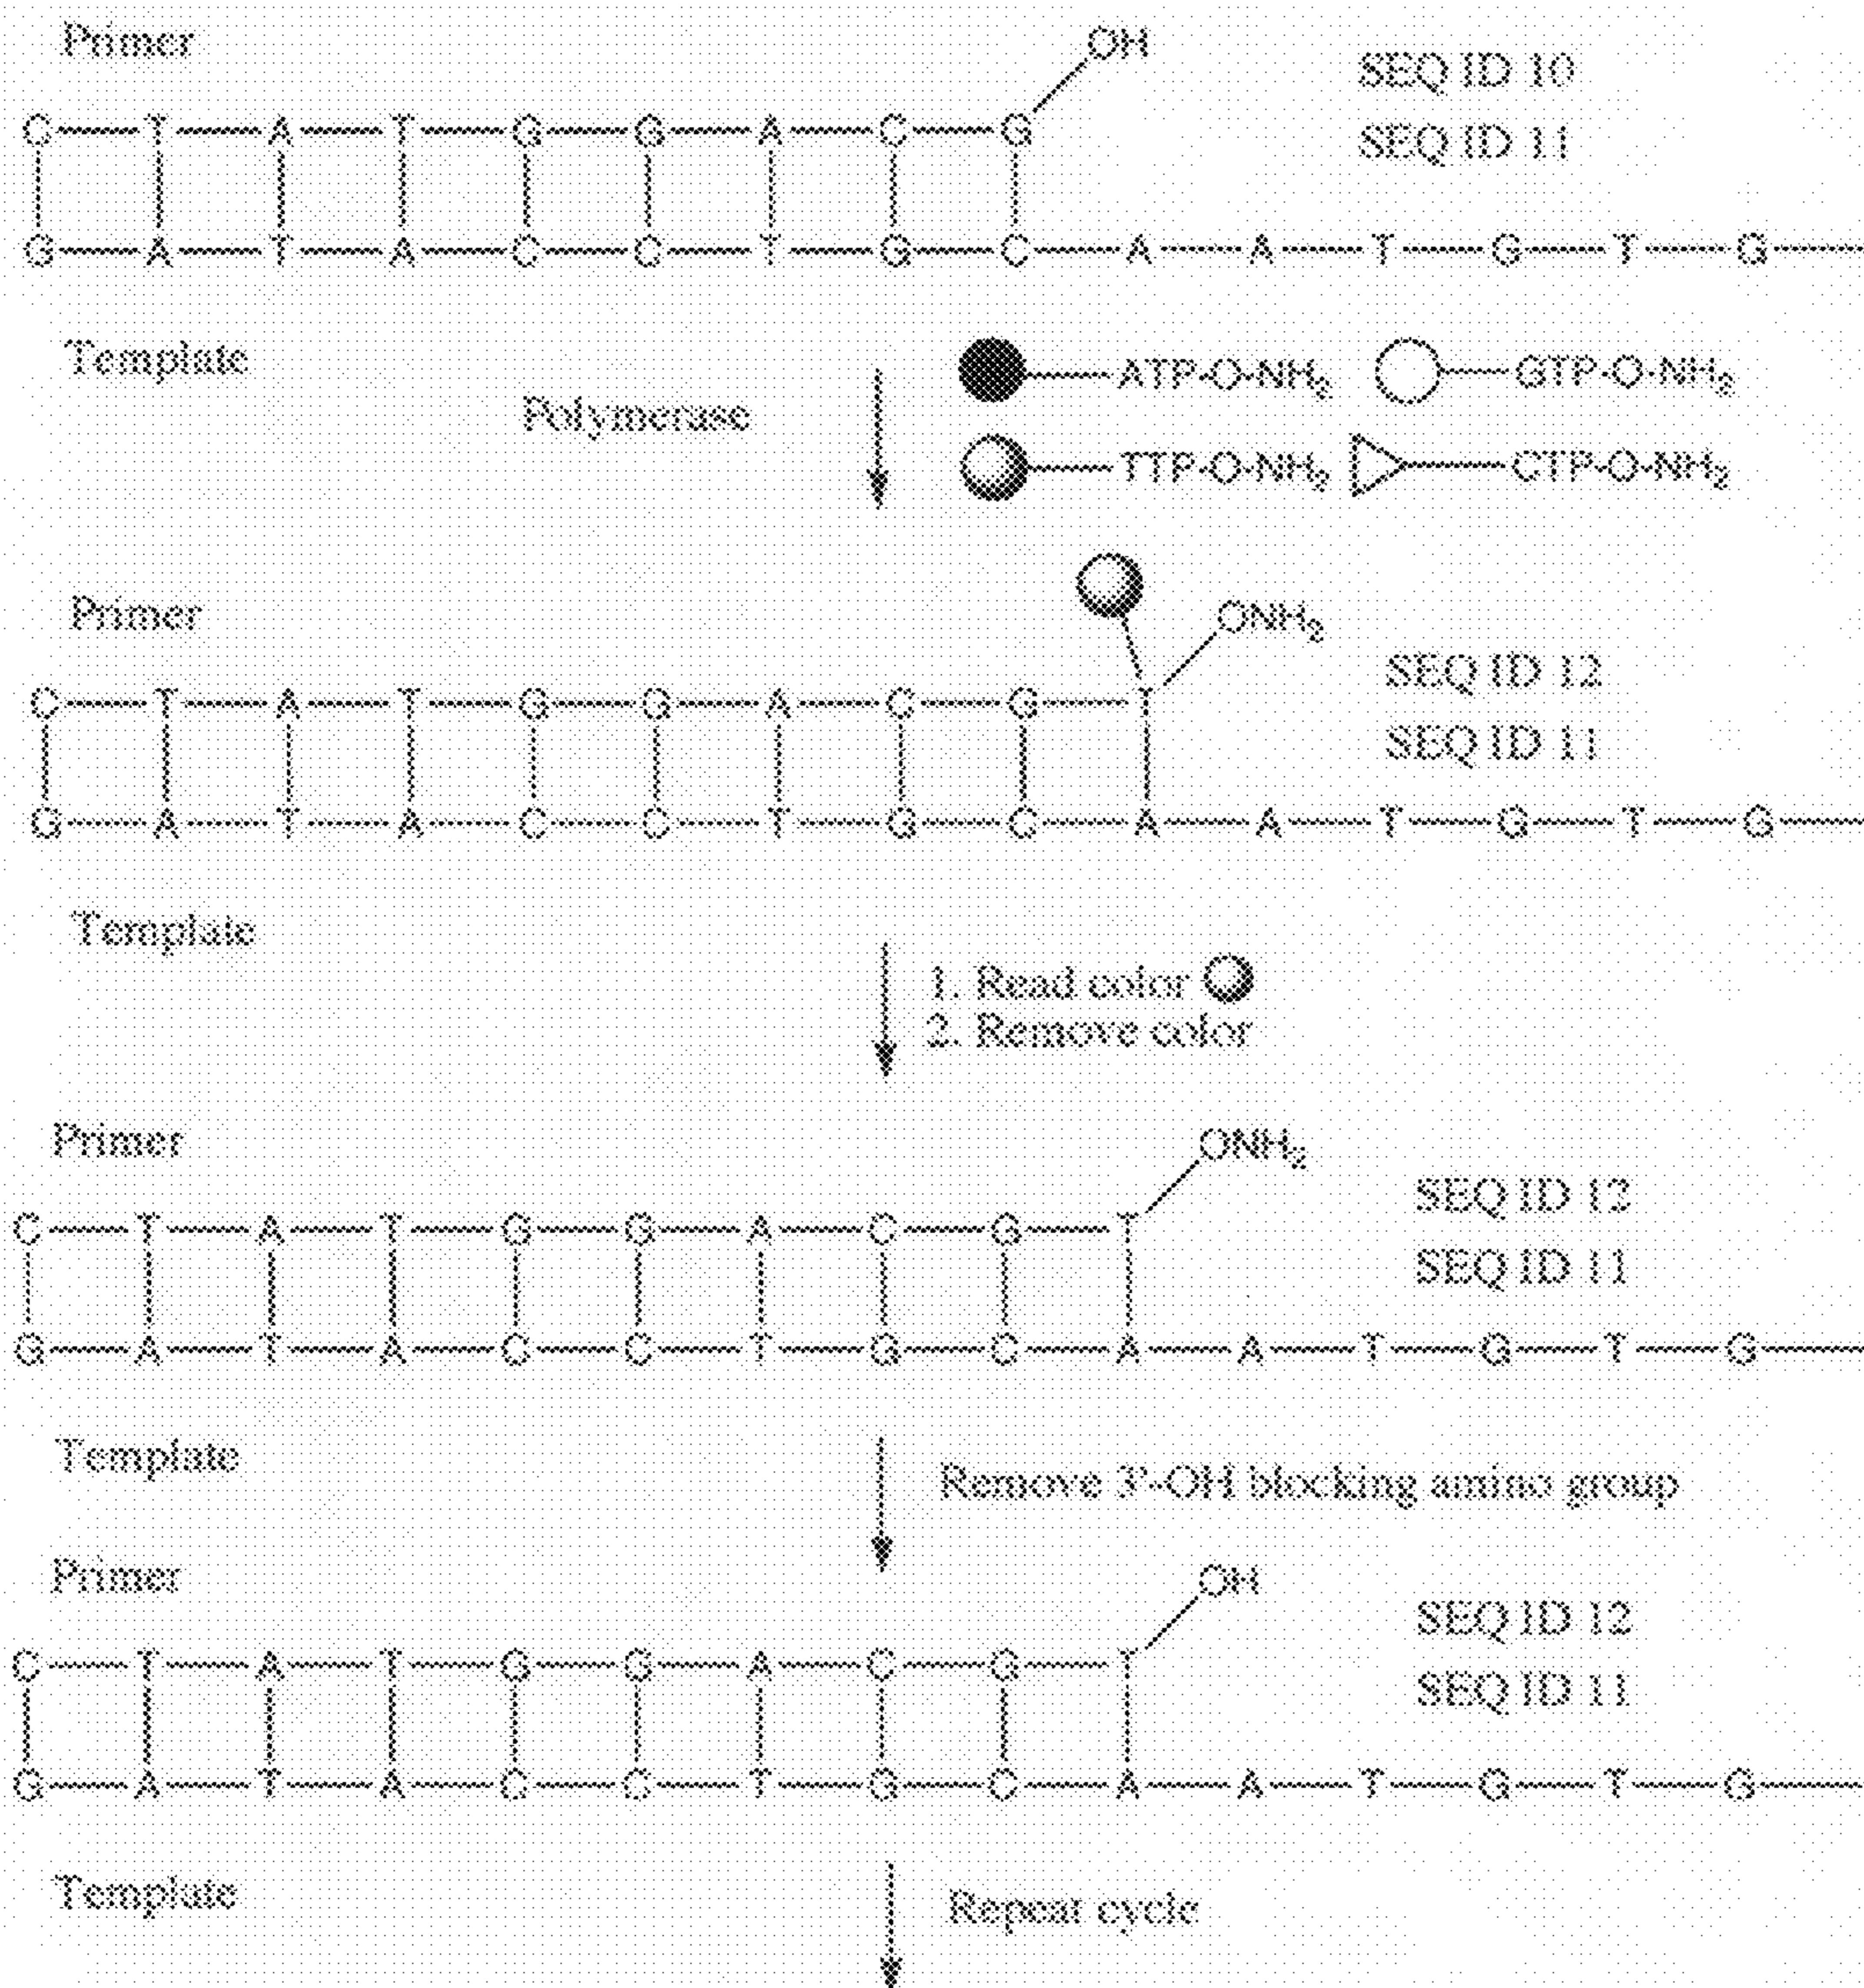 Primer
OH
SEQ ID 10
C T A T G G A C G
SEQ ID 11
G A T A C C T G C A A T G T G
Template
ATP-O-NH2 GTP-O-NH2
Polymerase
TTP-O-NH2 CTP-O-NH2
Primer
ONH2
SEQ ID 12
C T A T G G A C G T
SEQ ID 11
G A T A C C T G C A A T G T G
Template
1. Read color
2. Remove color
Primer
ONH2
SEQ ID 12
C T A T G G A C G T
SEQ ID 11
G A T A C C T G C A A T G T G
Template
Remove 3'-OH blocking amino group
Primer
OH
SEQ ID 12
C T A T G G A C G T
SEQ ID 11
G A T A C C T G C A A T G T G
Template
Repeat cycle